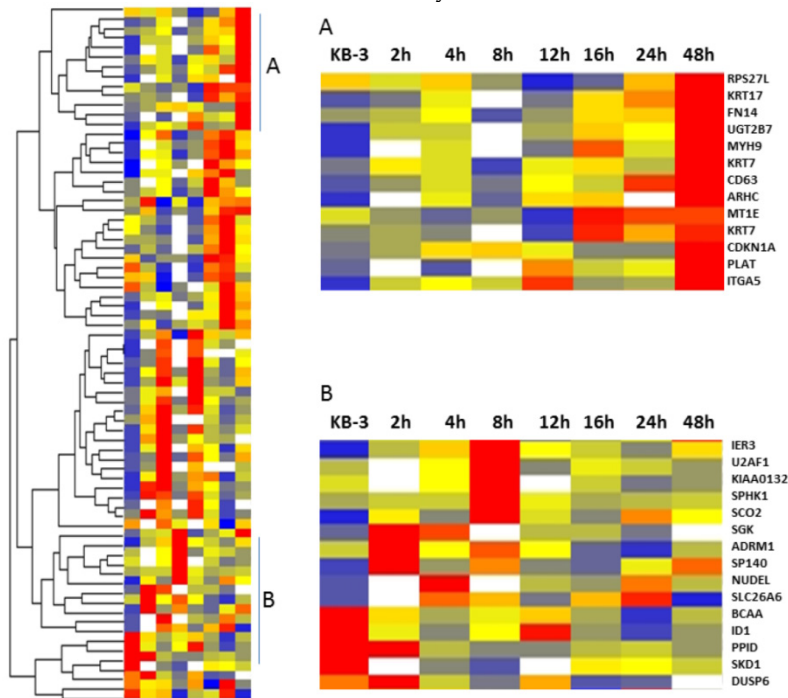 A
KB-3 2h 4h 8h 12h 16h 24h 48h
RPS27L
KRT17
FN14
UGT2B7
MYH9
KRT7
CD63
ARHC
MT1E
KRT7
CDKN1A
PLAT
ITGA5
A
B
KB-3 2h 4h 8h 12h 16h 24h 48h
IER3
U2AF1
KIAA0132
SPHK1
SCO2
SGK
ADRM1
SP140
NUDEL
SLC26A6
BCAA
ID1
PPID
SKD1
DUSP6
B